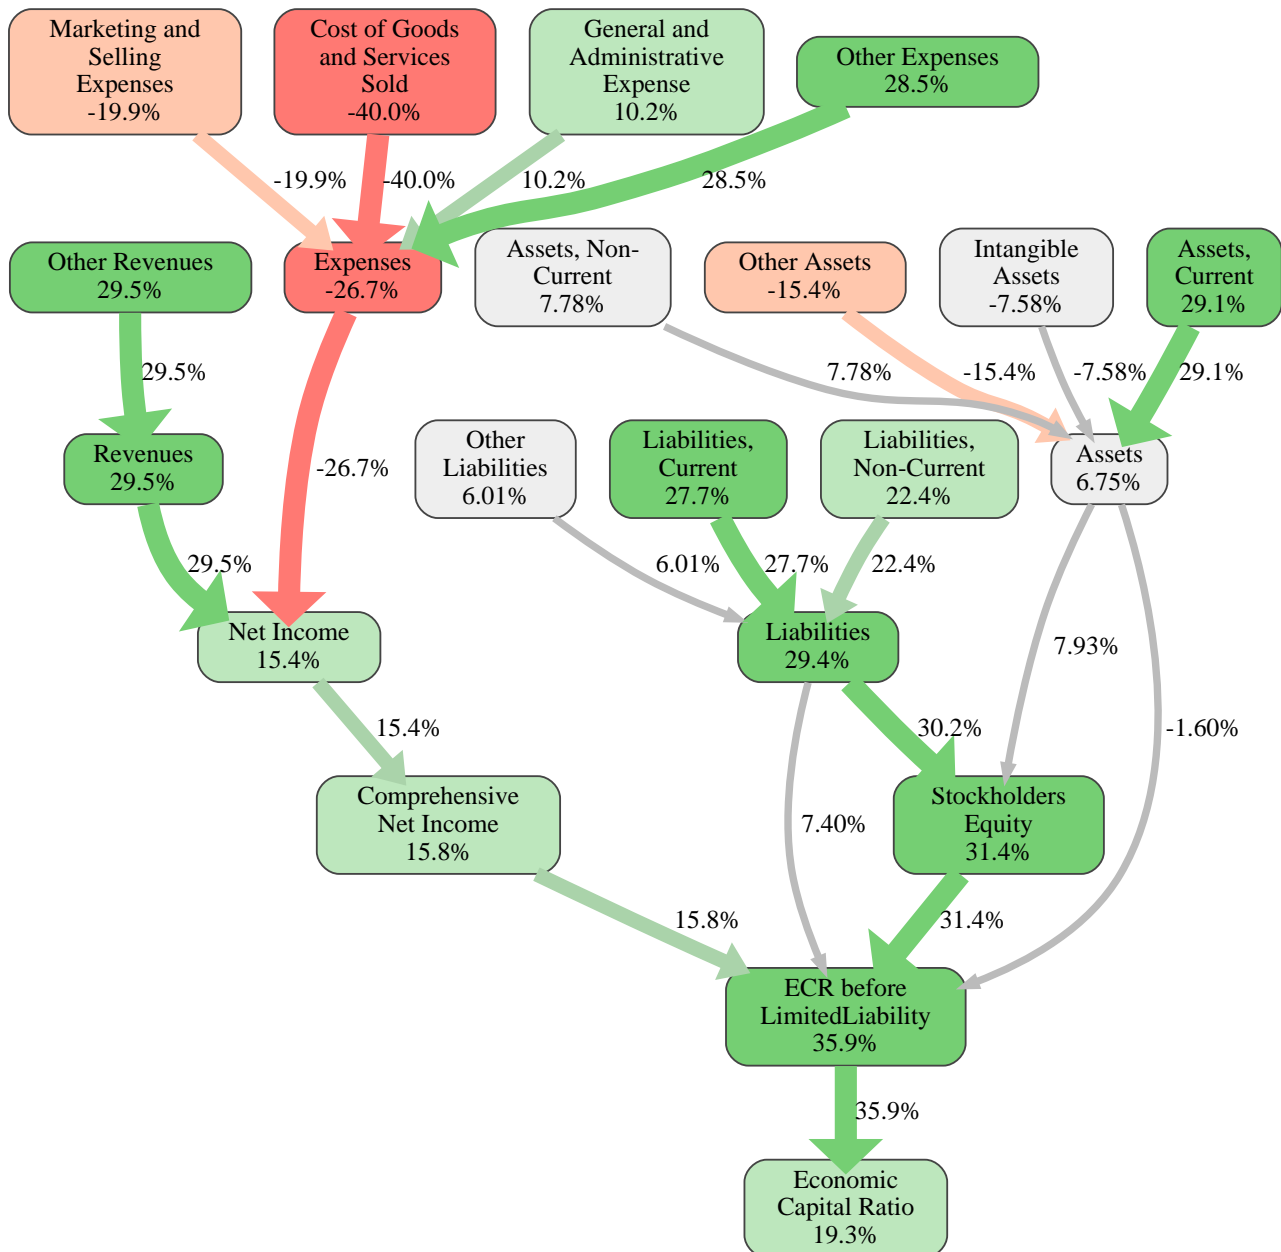 Marketing and
Selling
Expenses
-19.9%
Cost of Goods
and Services
Sold
-40.0%
General and
Administrative
Expense
10.2%
Other Expenses
28.5%
-19.9%
-40.0%
10.2%
28.5%
Other Revenues
29.5%
Expenses
-26.7%
Assets, Non-
Current
7.78%
Other Assets
-15.4%
Intangible
Assets
-7.58%
Assets,
Current
29.1%
29.5%
7.78%
-15.4%
-7.58%
29.1%
Revenues
29.5%
-26.7%
Other
Liabilities
6.01%
Liabilities,
Current
27.7%
Liabilities,
Non-Current
22.4%
Assets
6.75%
29.5%
6.01%
27.7%
22.4%
Net Income
15.4%
Liabilities
29.4%
7.93%
15.4%
30.2%
-1.60%
Comprehensive
Net Income
15.8%
7.40%
Stockholders
Equity
31.4%
15.8%
31.4%
ECR before
LimitedLiability
35.9%
35.9%
Economic
Capital Ratio
19.3%